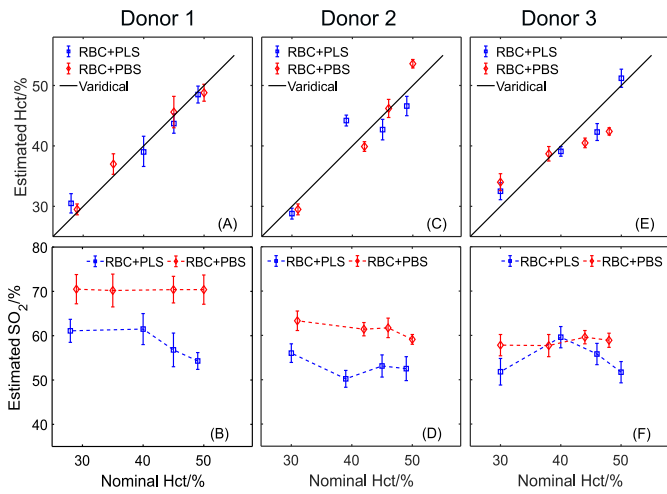 Donor 1
Donor 2
Donor 3
RBC+PLS
RBC+PBS
Varidical
RBC+PLS
RBC+PBS
Varidical
RBC+PLS
RBC+PBS
Varidical
Estimated Hct/%
50
40
30
(A)
(C)
(E)
80
70
60
50
40
Estimated SO2/%
RBC+PLS
RBC+PBS
RBC+PLS
RBC+PBS
RBC+PLS
RBC+PBS
(B)
(D)
(F)
30 40 50
30 40 50
30 40 50
Nominal Hct/%
Nominal Hct/%
Nominal Hct/%